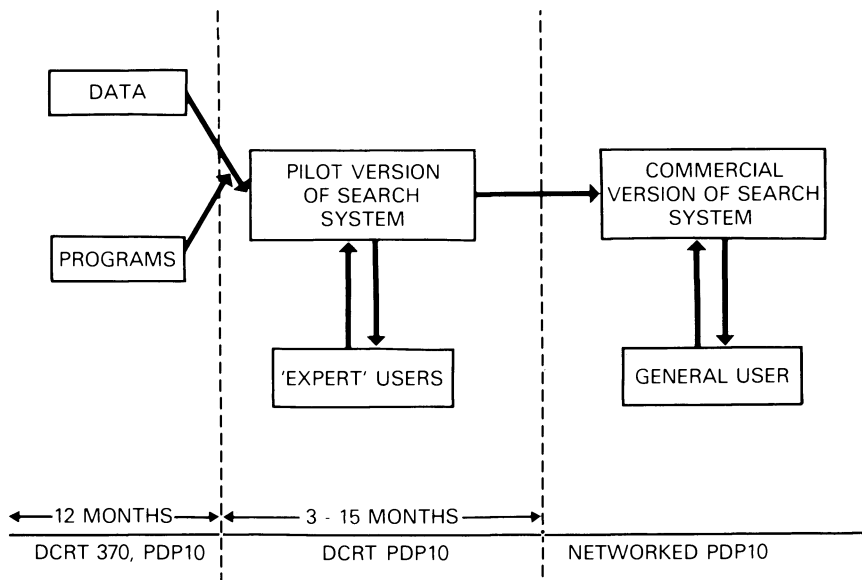 DATA
PROGRAMS
PILOT VERSION
OF SEARCH
SYSTEM
'EXPERT' USERS
COMMERCIAL
VERSION OF SEARCH
SYSTEM
GENERAL USER
12 MONTHS
3 - 15 MONTHS
DCRT 370, PDP10
DCRT PDP10
NETWORKED PDP10